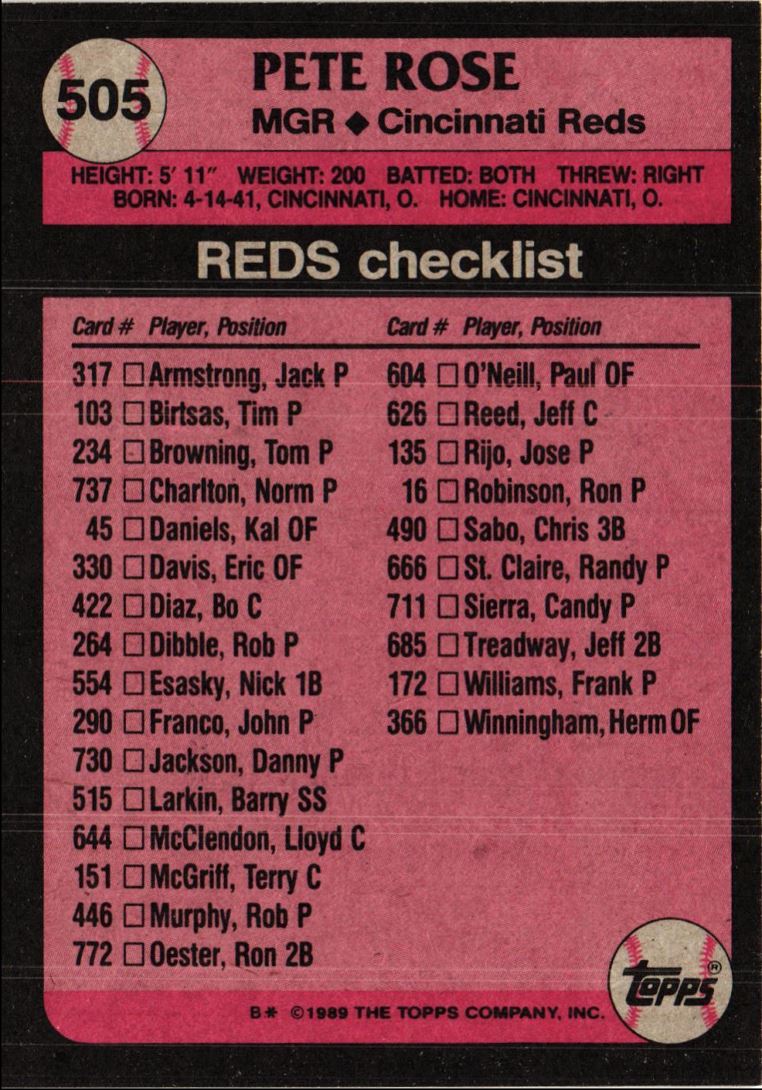 505
PETE ROSE
MGR ◆ Cincinnati Reds
HEIGHT: 5' 11" WEIGHT: 200 BATTED: BOTH THREW: RIGHT
BORN: 4-14-41, CINCINNATI, O. HOME: CINCINNATI, O.
REDS checklist
Card # Player, Position
317 □ Armstrong, Jack P
103 □ Birtsas, Tim P
234 □ Browning, Tom P
737 □ Charlton, Norm P
45 □ Daniels, Kal OF
330 □ Davis, Eric OF
422 □ Diaz, Bo C
264 □ Dibble, Rob P
554 □ Esasky, Nick 1B
290 □ Franco, John P
730 □ Jackson, Danny P
515 □ Larkin, Barry SS
644 □ McClendon, Lloyd C
151 □ McGriff, Terry C
446 □ Murphy, Rob P
772 □ Oester, Ron 2B
Card # Player, Position
604 □ O'Neill, Paul OF
626 □ Reed, Jeff C
135 □ Rijo, Jose P
16 □ Robinson, Ron P
490 □ Sabo, Chris 3B
666 □ St. Claire, Randy P
711 □ Sierra, Candy P
685 □ Treadway, Jeff 2B
172 □ Williams, Frank P
366 □ Winningham, Herm OF
B* ©1989 THE TOPPS COMPANY, INC.
TOPPS®